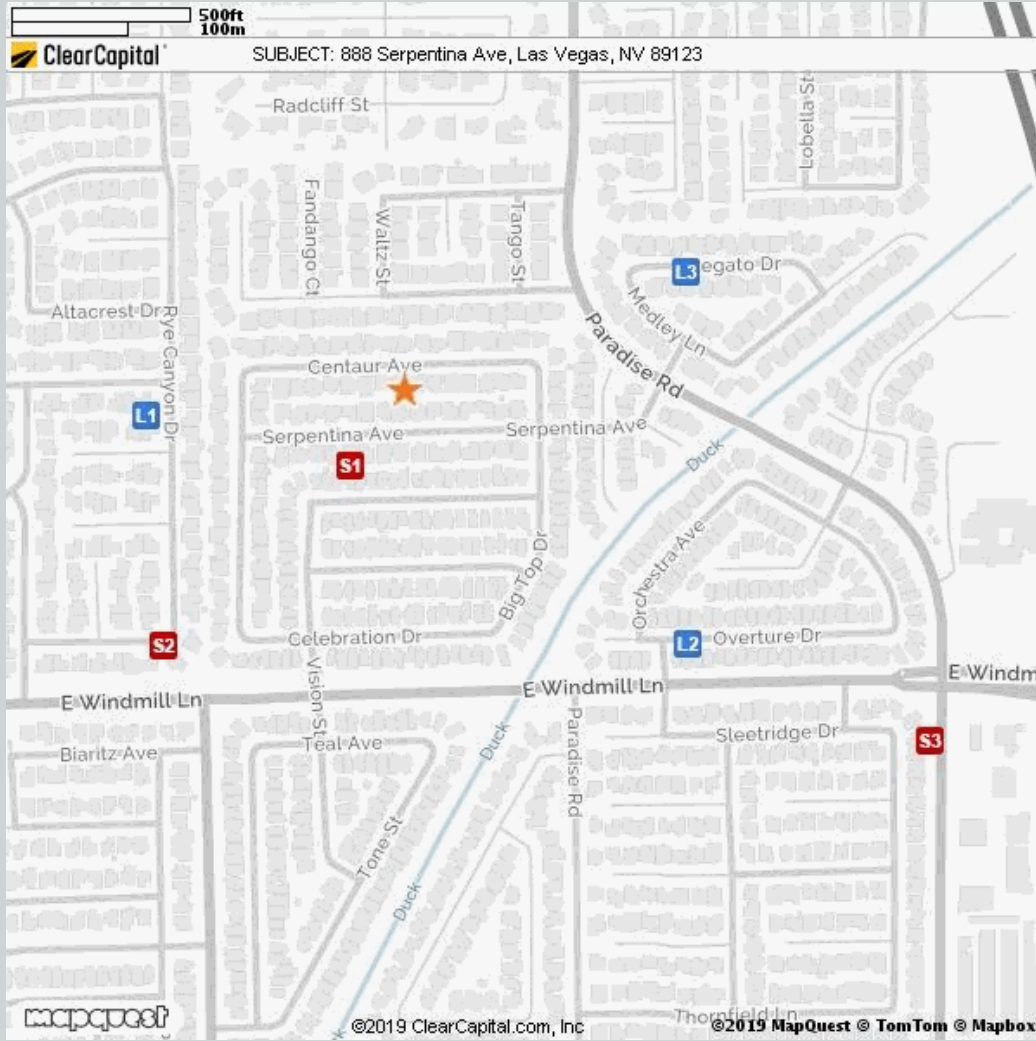 500ft
100m
ClearCapital
SUBJECT: 888 Serpentina Ave, Las Vegas, NV 89123
Radcliff St
Lobella St
Fandango Ct
Waltz St
Tango St
L3
egato Dr
Altacrest Dr
Rye Canyon Dr
Medley Ln
Paradise Rd
Centaur Ave
L1
Serpentina Ave
Serpentina Ave
S1
Duck
Orchestra Ave
Big Top Dr
S2
Celebration Dr
L2
Overture Dr
Vision St
E Windmill Ln
E Windmill Ln
E Windm
Biaritz Ave
Teal Ave
Duck
Paradise Rd
Sleetridge Dr
S3
Tone St
Duck
Thornfield Ln
mapquest
©2019 ClearCapital.com, Inc
©2019 MapQuest © TomTom © Mapbox